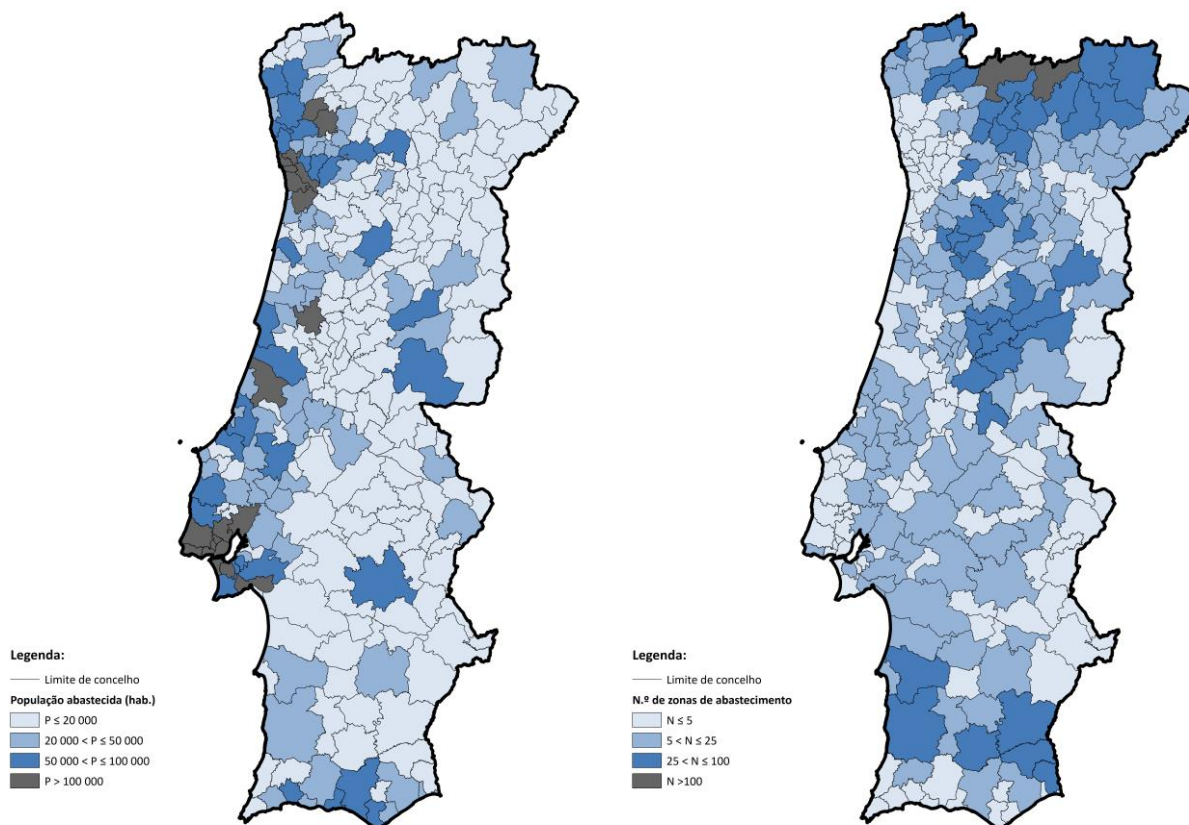 Legenda:
Limite de concelho
População abastecida (hab.)
P ≤ 20 000
20 000 < P ≤ 50 000
50 000 < P ≤ 100 000
P > 100 000
Legenda:
Limite de concelho
N.º de zonas de abastecimento
N ≤ 5
5 < N ≤ 25
25 < N ≤ 100
N >100